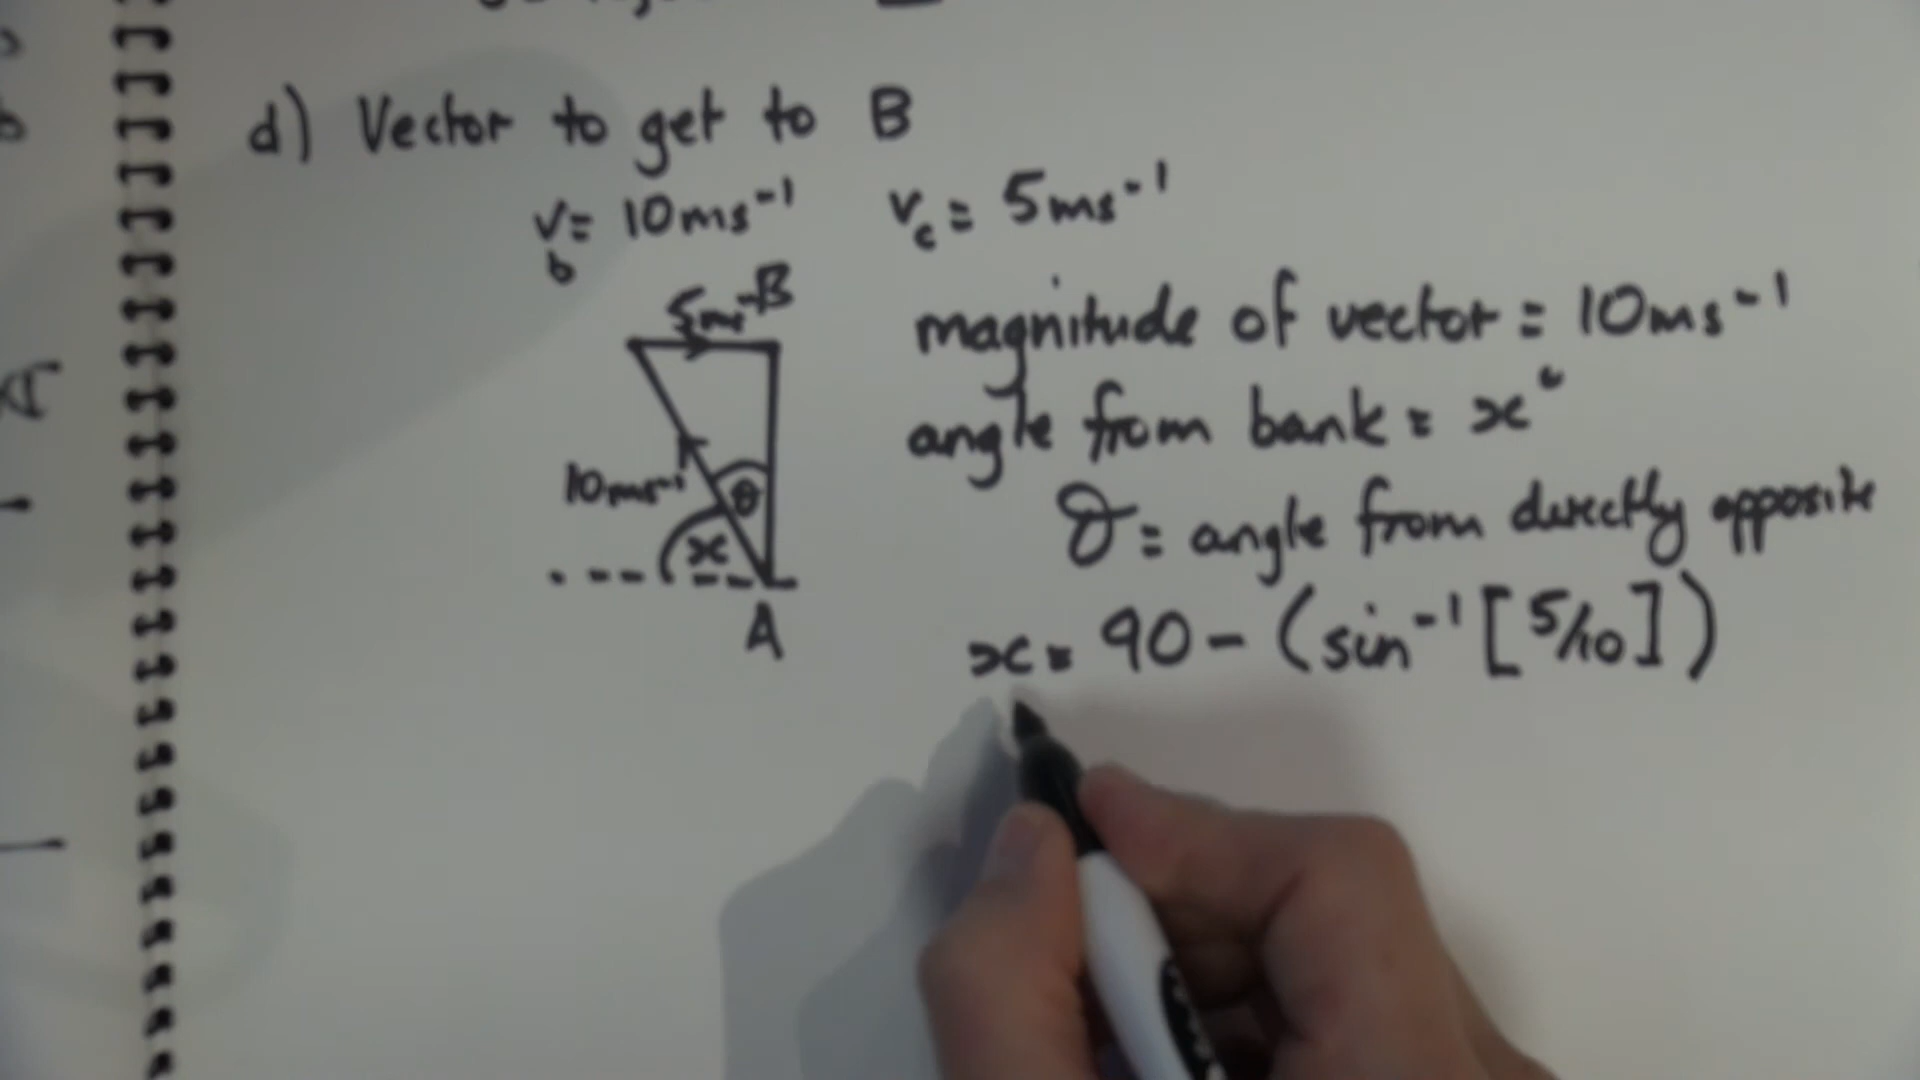 d) Vector to get to B
v_b = 10ms⁻¹ v_c = 5ms⁻¹
5ms⁻¹ B
magnitude of vector = 10ms⁻¹
angle from bank = x°
10ms⁻¹ θ
θ = angle from directly opposite
x
A
x = 90 - (sin⁻¹ [5/10])
A